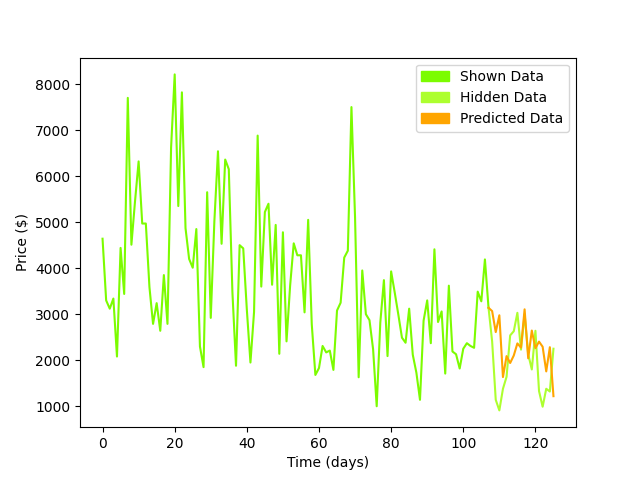 Shown Data
Hidden Data
Predicted Data
8000
7000
6000
5000
4000
3000
2000
1000
Price ($)
0 20 40 60 80 100 120
Time (days)